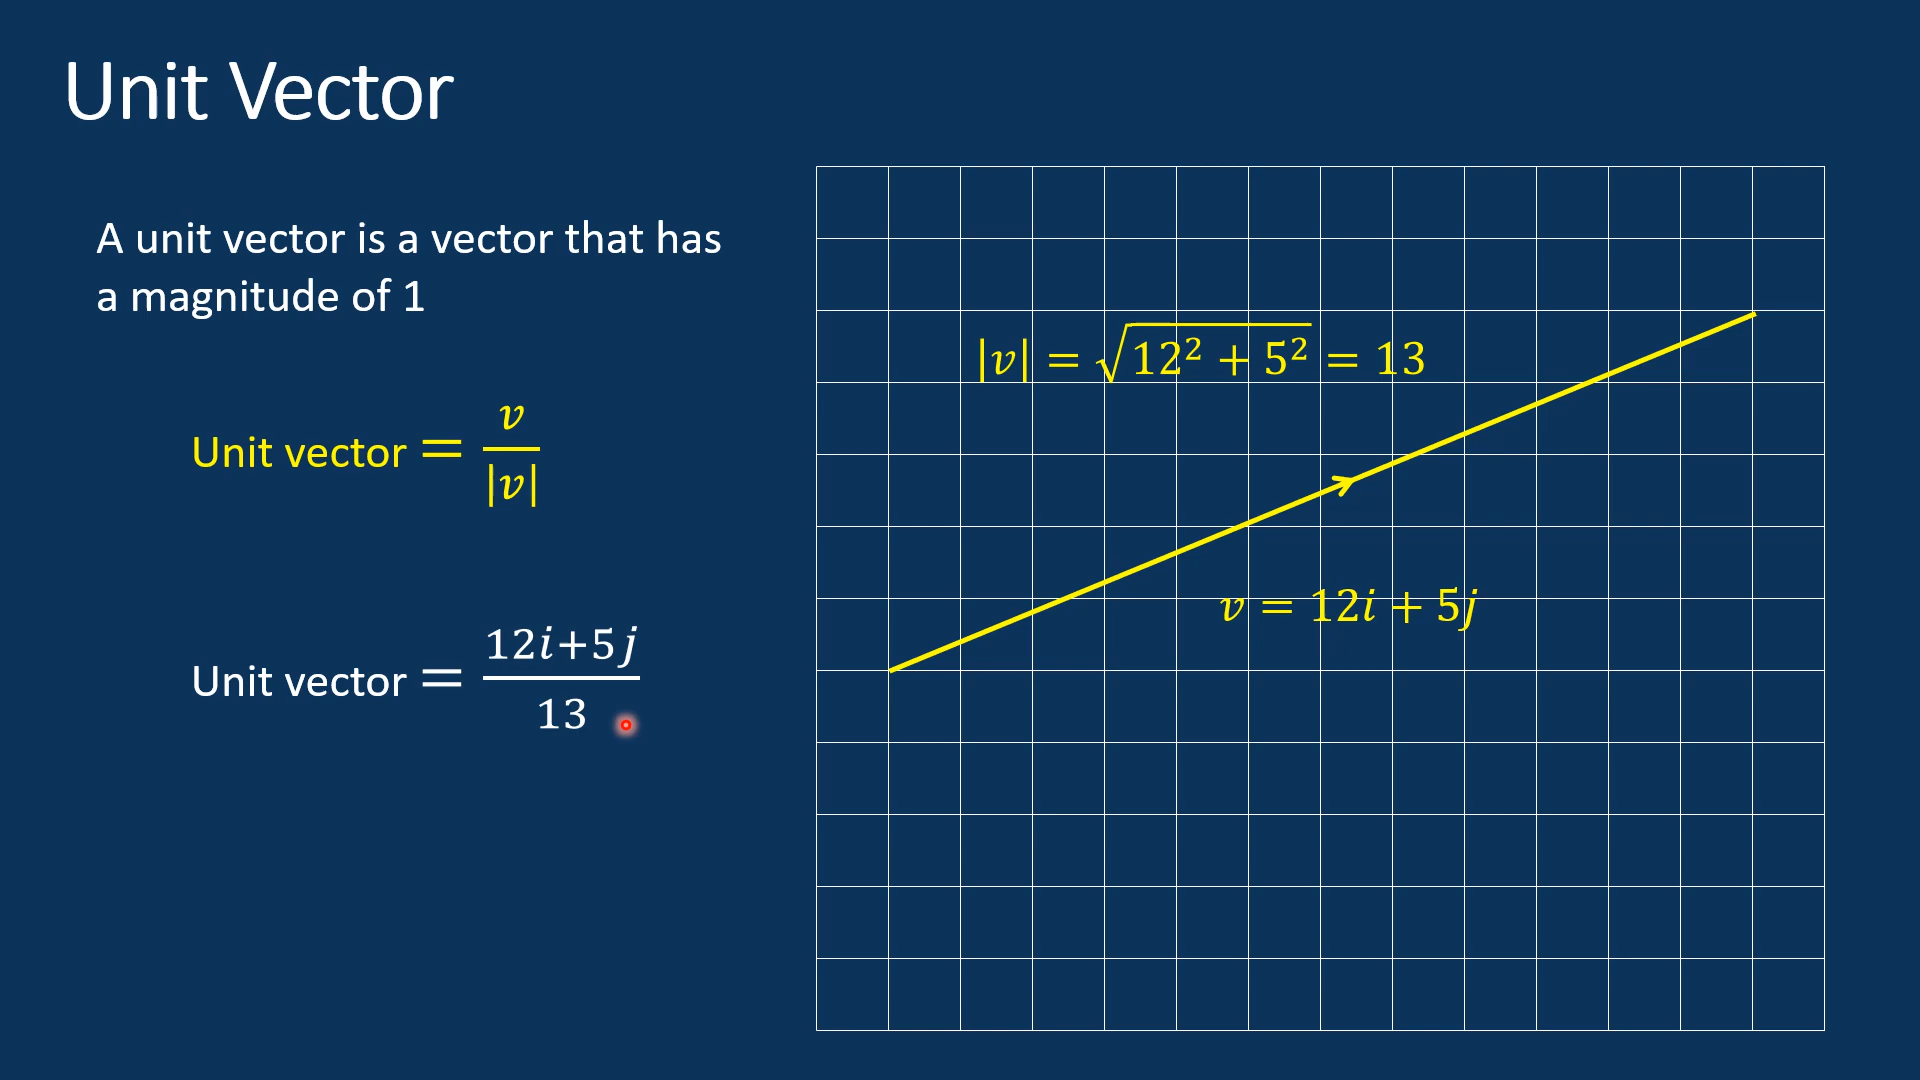 Unit Vector
A unit vector is a vector that has
a magnitude of 1
Unit vector = v/|v|
Unit vector = 12i+5j/13
|v| = √12² + 5² = 13
v = 12i + 5j